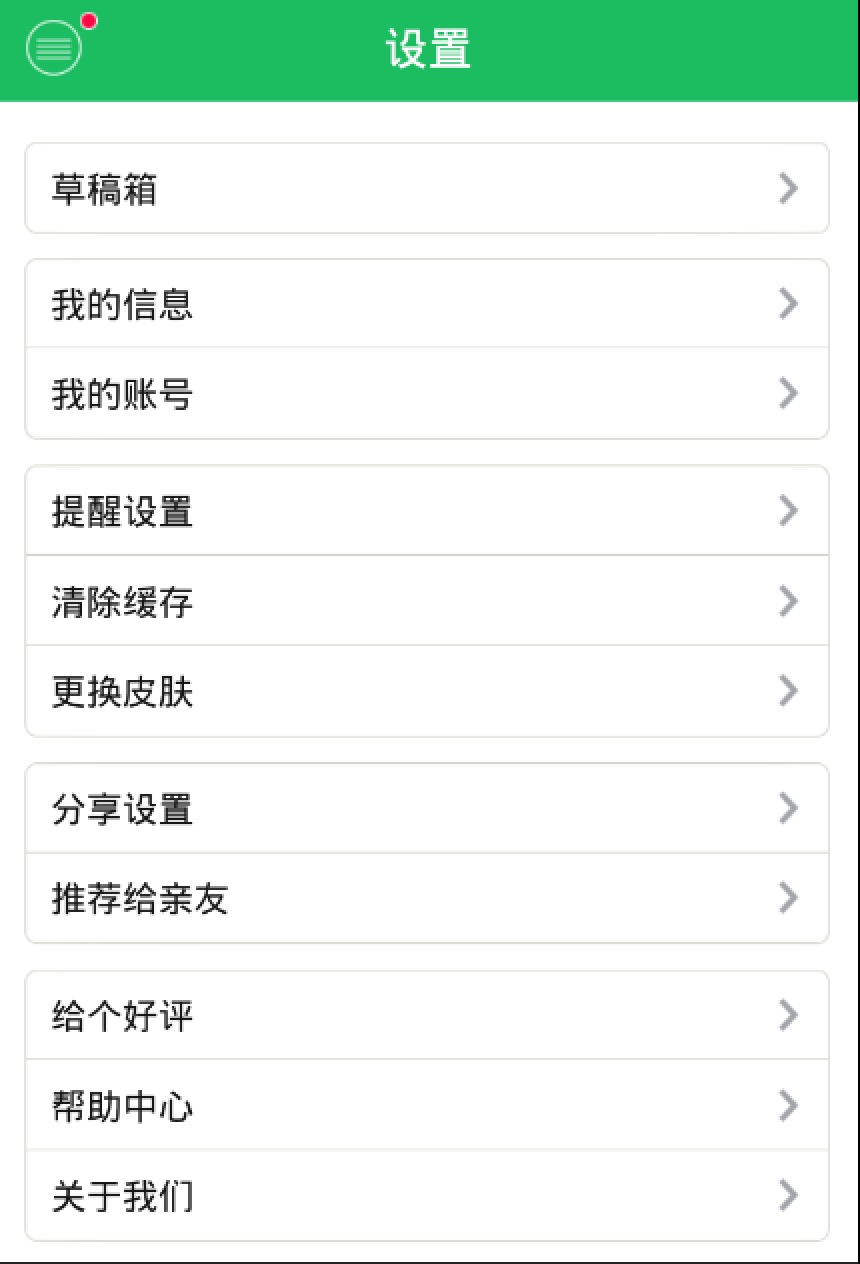 设置
草稿箱
我的信息
我的账号
提醒设置
清除缓存
更换皮肤
分享设置
推荐给亲友
给个好评
帮助中心
关于我们